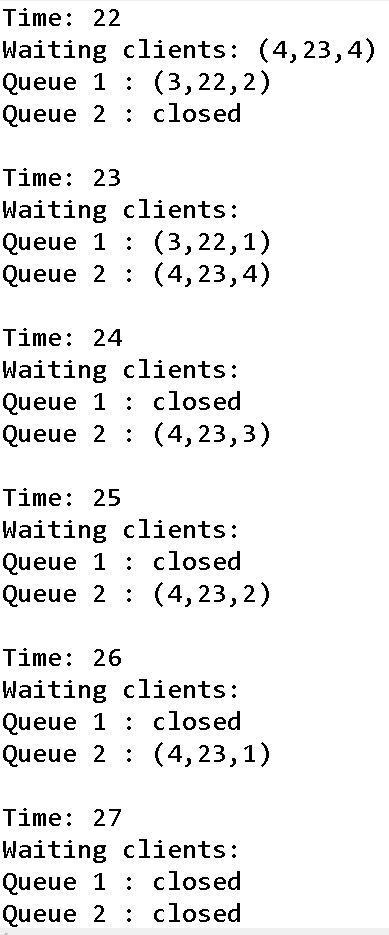 Time: 22
Waiting clients: (4,23,4)
Queue 1 : (3,22,2)
Queue 2 : closed

Time: 23
Waiting clients:
Queue 1 : (3,22,1)
Queue 2 : (4,23,4)

Time: 24
Waiting clients:
Queue 1 : closed
Queue 2 : (4,23,3)

Time: 25
Waiting clients:
Queue 1 : closed
Queue 2 : (4,23,2)

Time: 26
Waiting clients:
Queue 1 : closed
Queue 2 : (4,23,1)

Time: 27
Waiting clients:
Queue 1 : closed
Queue 2 : closed